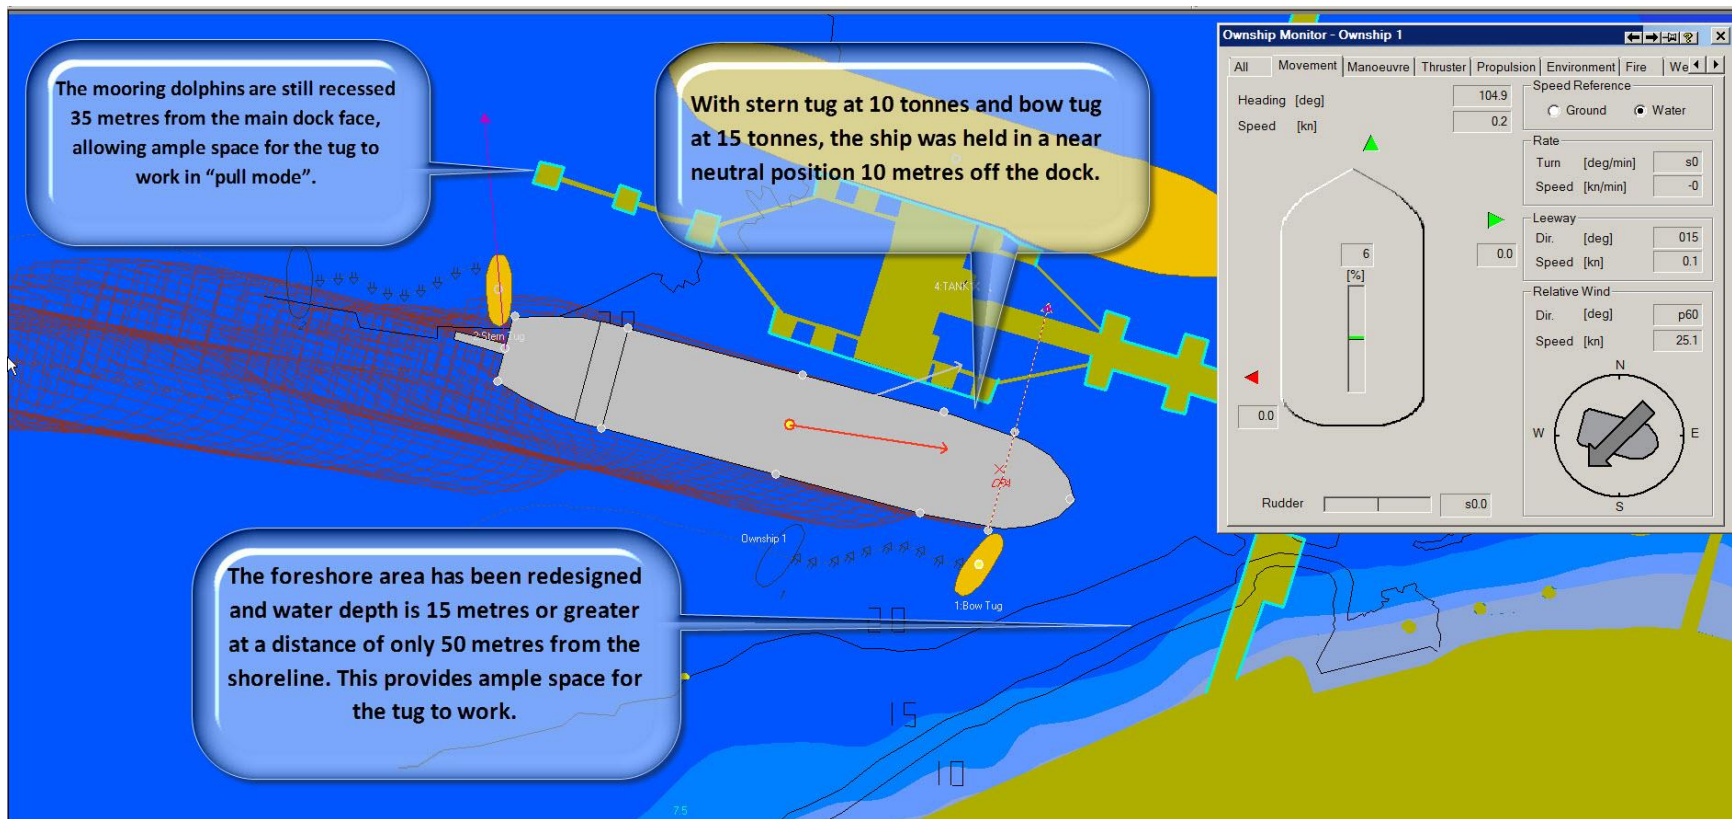 The mooring dolphins are still recessed
35 metres from the main dock face,
allowing ample space for the tug to
work in “pull mode”.
With stern tug at 10 tonnes and bow tug
at 15 tonnes, the ship was held in a near
neutral position 10 metres off the dock.
The foreshore area has been redesigned
and water depth is 15 metres or greater
at a distance of only 50 metres from the
shoreline. This provides ample space for
the tug to work.
2:Stern Tug
Ownship 1
1:Bow Tug
20
15
10
7.5
Ownship Monitor - Ownship 1
All Movement Manoeuvre Thruster Propulsion Environment Fire
Heading [deg] 104.9
Speed [kn] 0.2
6
[%]
0.0
0.0
Rudder s0.0
Speed Reference
Ground Water
Rate
Turn [deg/min] s0
Speed [kn/min] -0
Leeway
Dir. [deg] 015
Speed [kn] 0.1
Relative Wind
Dir. [deg] p60
Speed [kn] 25.1
N
W E
S